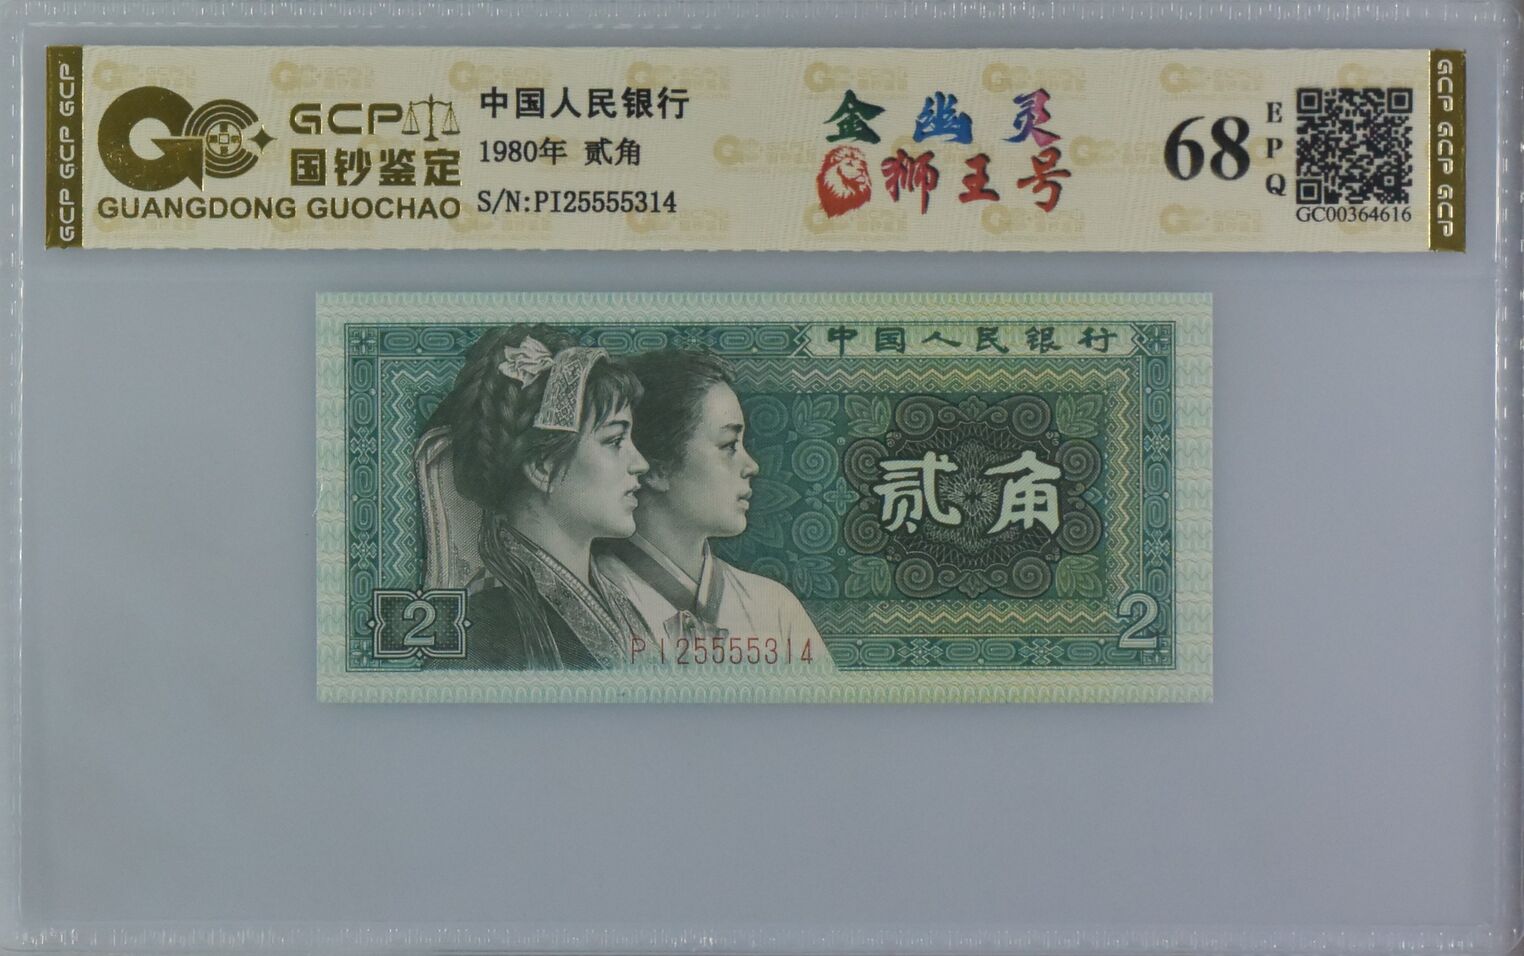 GCP GCP GCP
GCP
国钞鉴定
GUANGDONG GUOCHAO
中国人民银行
1980年 贰角
S/N:PI25555314
金幽灵
狮王号
68
EPQ
GC00364616
GCP GCP GCP
中国人民银行
贰角
2
PI25555314
2